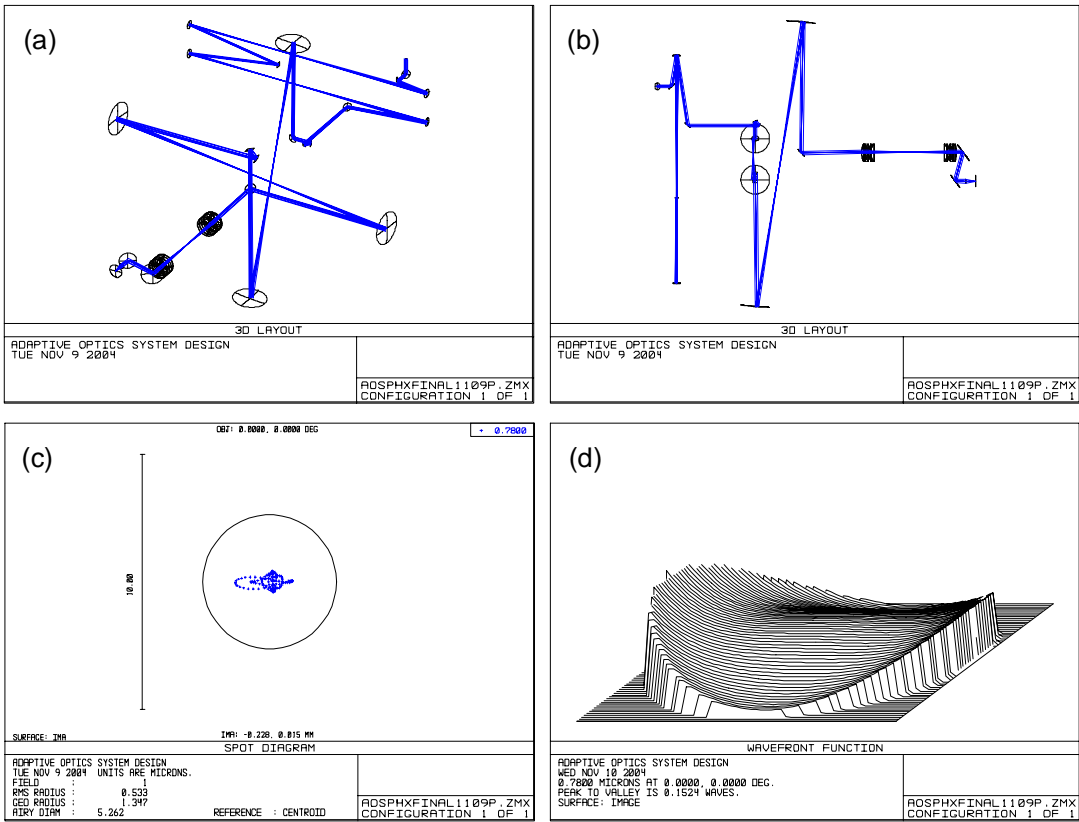 (a)
3D LAYOUT
ADAPTIVE OPTICS SYSTEM DESIGN
TUE NOV 9 2004
AOSPHXFINAL1109P.ZMX
CONFIGURATION 1 OF 1
(b)
3D LAYOUT
ADAPTIVE OPTICS SYSTEM DESIGN
TUE NOV 9 2004
AOSPHXFINAL1109P.ZMX
CONFIGURATION 1 OF 1
(c)
OBJ: 0.0000, 0.0000 DEG
+ 0.7800
10.00
SURFACE: IMA
IMA: -0.228, 0.015 MM
SPOT DIAGRAM
ADAPTIVE OPTICS SYSTEM DESIGN
TUE NOV 9 2004 UNITS ARE MICRONS.
FIELD : 1
RMS RADIUS : 0.533
GEO RADIUS : 1.347
AIRY DIAM : 5.262 REFERENCE : CENTROID
AOSPHXFINAL1109P.ZMX
CONFIGURATION 1 OF 1
(d)
WAVEFRONT FUNCTION
ADAPTIVE OPTICS SYSTEM DESIGN
WED NOV 10 2004
0.7800 MICRONS AT 0.0000, 0.0000 DEG.
PEAK TO VALLEY IS 0.1524 WAVES.
SURFACE: IMAGE
AOSPHXFINAL1109P.ZMX
CONFIGURATION 1 OF 1